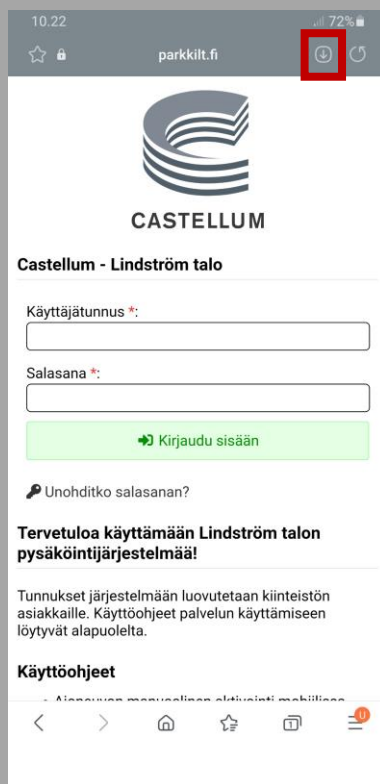 10.22
72%
parkkilt.fi
CASTELLUM
Castellum - Lindström talo
Käyttäjätunnus *:
Salasana *:
Kirjaudu sisään
Unohditko salasanan?
Tervetuloa käyttämään Lindström talon
pysäköintijärjestelmää!
Tunnukset järjestelmään luovutetaan kiinteistön
asiakkaille. Käyttöohjeet palvelun käyttämiseen
löytyvät alapuolelta.
Käyttöohjeet
1
U